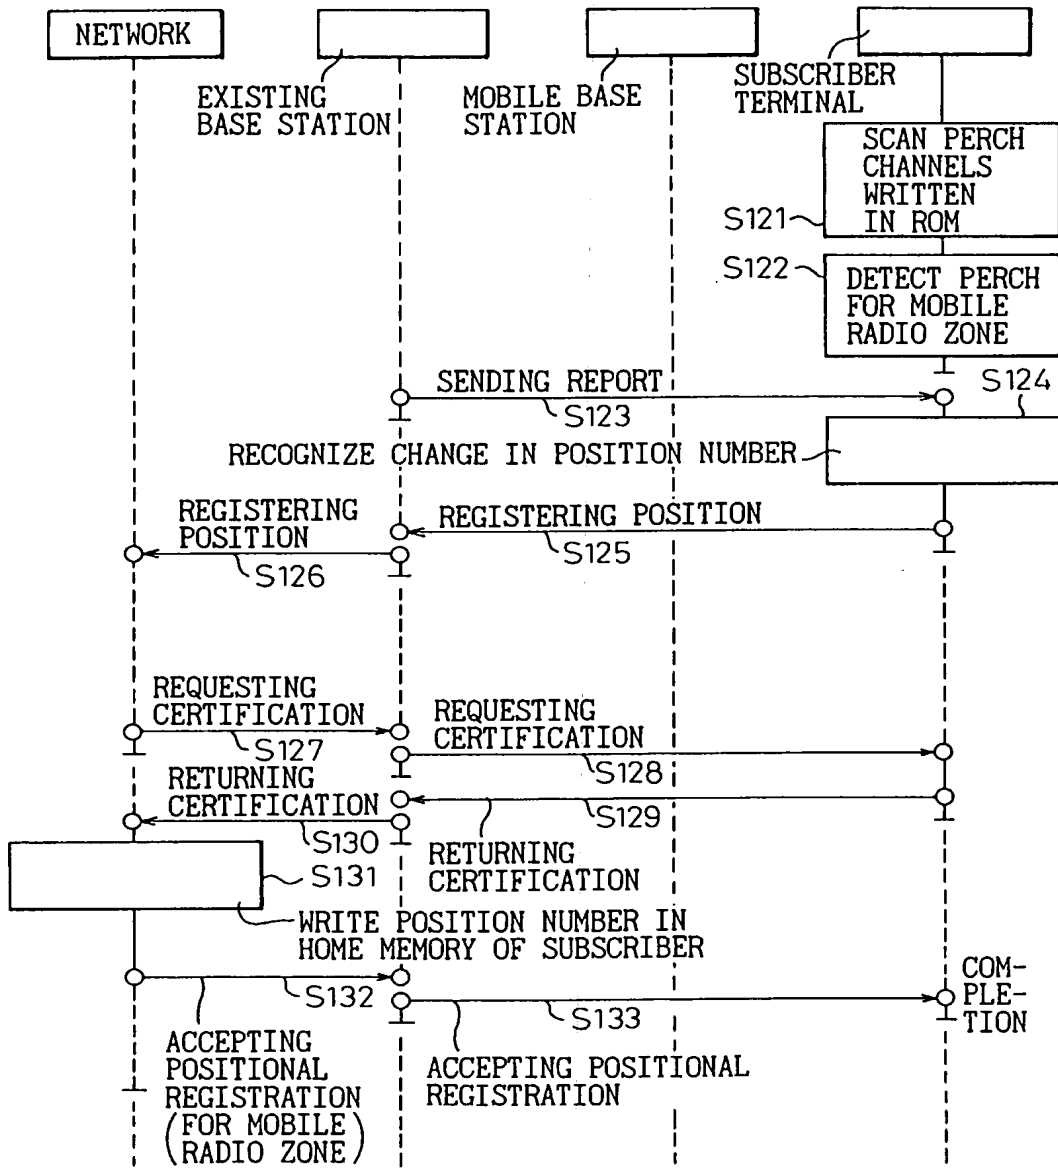 NETWORK
EXISTING
BASE STATION
MOBILE BASE
STATION
SUBSCRIBER
TERMINAL
SCAN PERCH
CHANNELS
WRITTEN
IN ROM
S121
S122
DETECT PERCH
FOR MOBILE
RADIO ZONE
SENDING REPORT
S123
S124
RECOGNIZE CHANGE IN POSITION NUMBER
REGISTERING
POSITION
REGISTERING POSITION
S125
S126
REQUESTING
CERTIFICATION
S127
REQUESTING
CERTIFICATION
S128
RETURNING
CERTIFICATION
S129
S130
RETURNING
CERTIFICATION
S131
WRITE POSITION NUMBER IN
HOME MEMORY OF SUBSCRIBER
S132
S133
COM-
PLE-
TION
ACCEPTING
POSITIONAL
REGISTRATION
(FOR MOBILE
RADIO ZONE)
ACCEPTING POSITIONAL
REGISTRATION